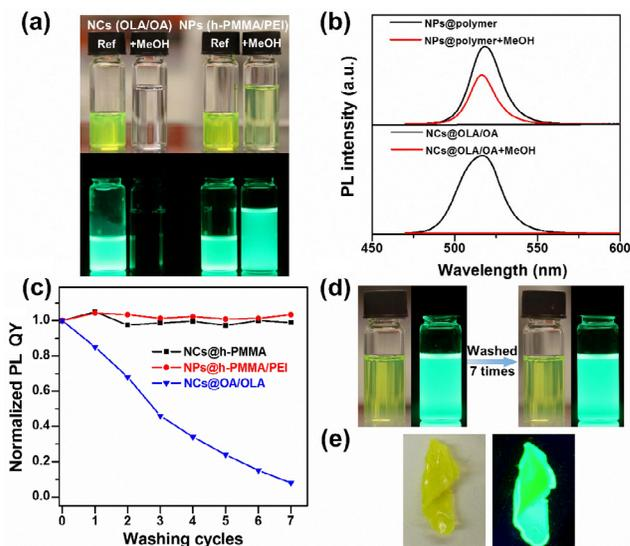 (a)
NCs (OLA/OA) NPs (h-PMMA/PEI)
Ref +MeOH Ref +MeOH
(b)
NPs@polymer
NPs@polymer+MeOH
NCs@OLA/OA
NCs@OLA/OA+MeOH
PL intensity (a.u.)
450 500 550 600
Wavelength (nm)
(c)
1.0
0.8
0.6
0.4
0.2
0.0
NCs@h-PMMA
NPs@h-PMMA/PEI
NCs@OA/OLA
Normalized PL QY
0 1 2 3 4 5 6 7
Washing cycles
(d)
Washed
7 times
(e)